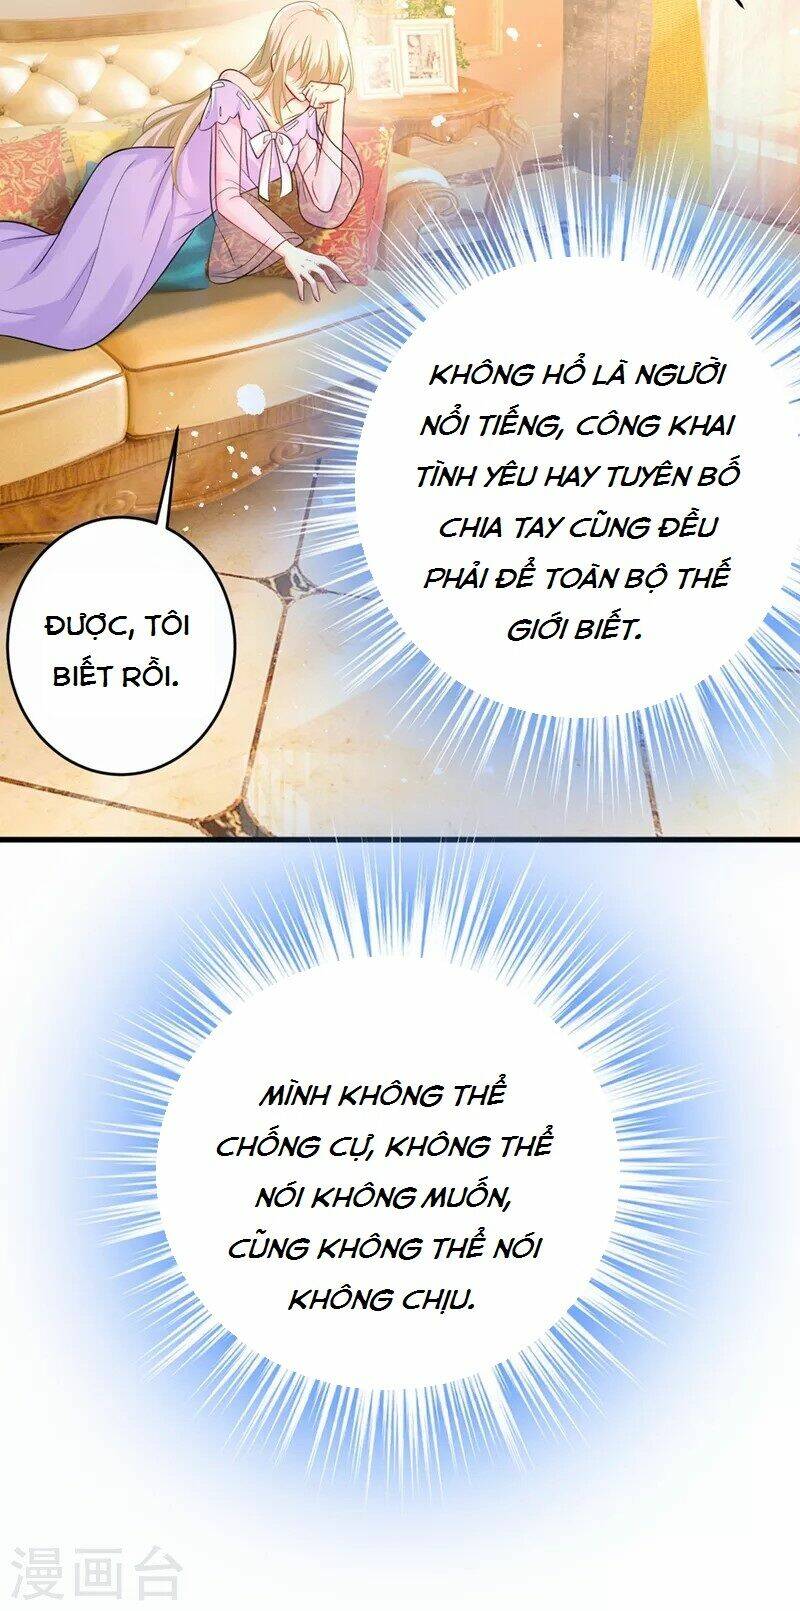 KHÔNG HỔ LÀ NGƯỜI
NỔI TIẾNG, CÔNG KHAI
TÌNH YÊU HAY TUYÊN BỐ
CHIA TAY CŨNG ĐỀU
PHẢI ĐỂ TOÀN BỘ THẾ
GIỚI BIẾT.
ĐƯỢC, TÔI
BIẾT RỒI.
MÌNH KHÔNG THỂ
CHỐNG CỰ, KHÔNG THỂ
NÓI KHÔNG MUỐN,
CŨNG KHÔNG THỂ NÓI
KHÔNG CHỊU.
漫画台